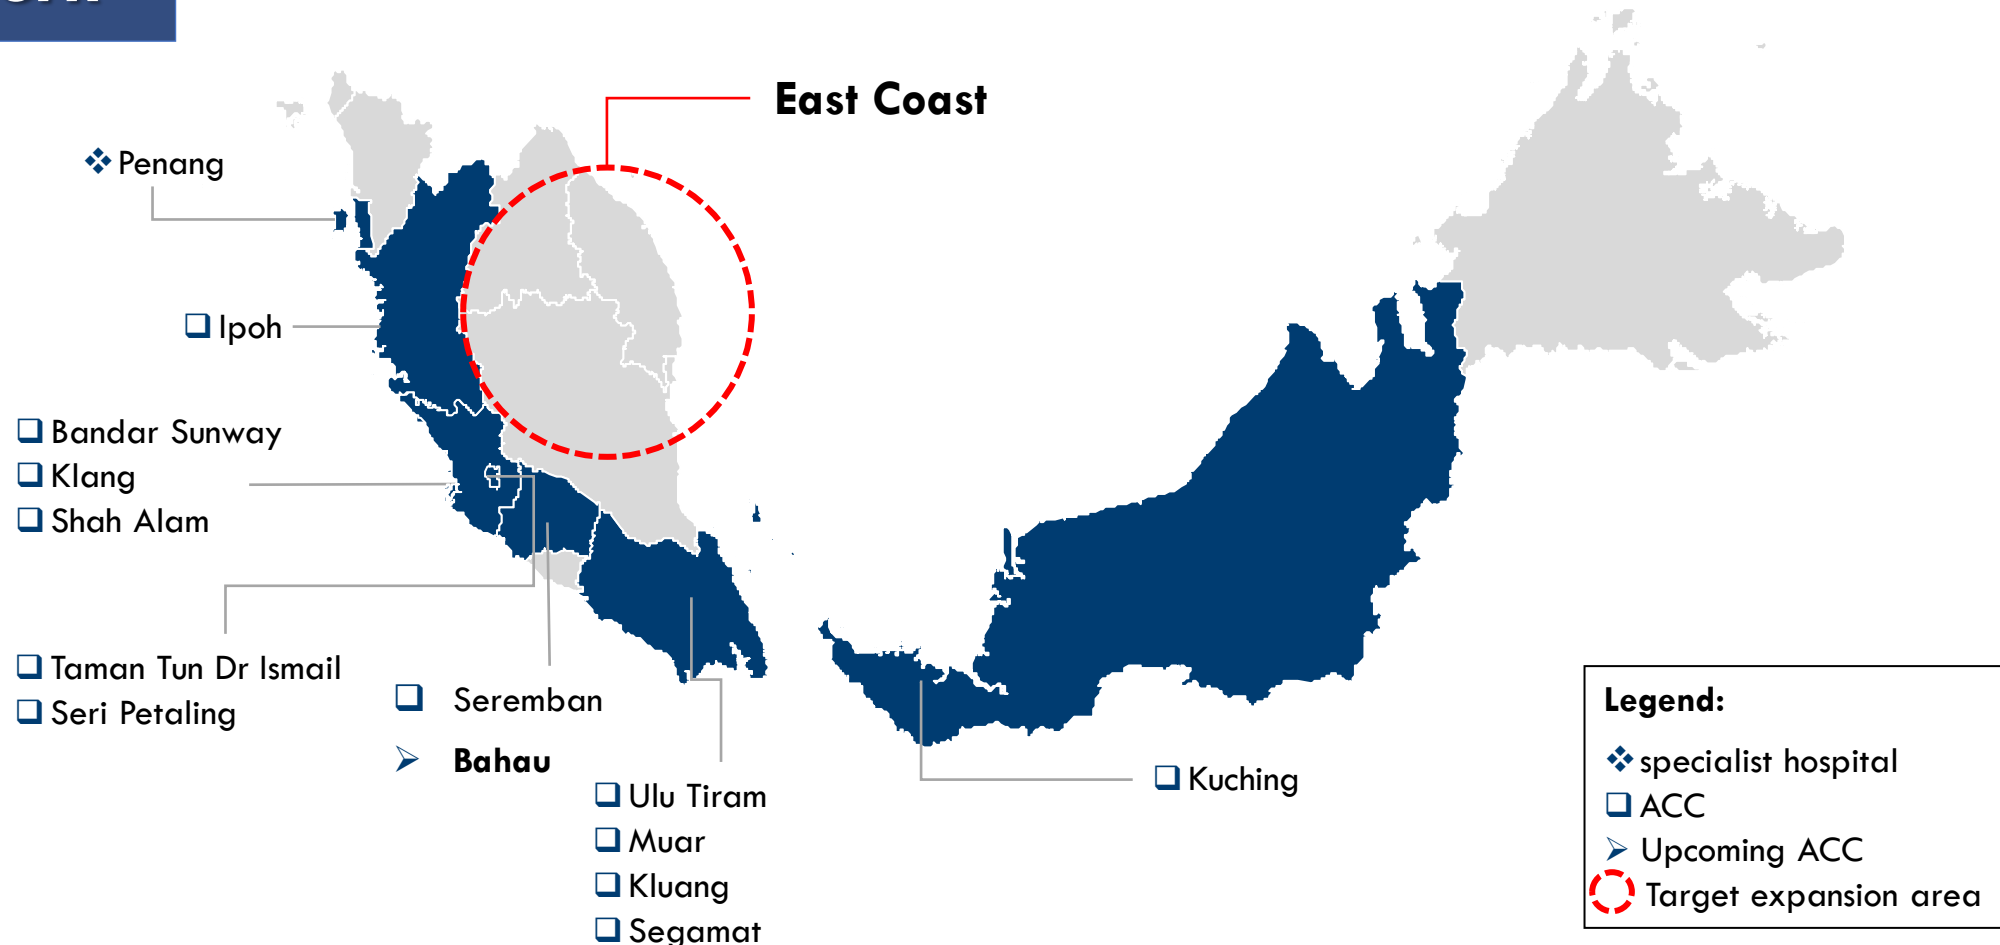 East Coast
Penang
Ipoh
Bandar Sunway
Klang
Shah Alam
Taman Tun Dr Ismail
Seri Petaling
Seremban
Bahau
Ulu Tiram
Muar
Kluang
Segamat
Kuching
Legend:
specialist hospital
ACC
Upcoming ACC
Target expansion area